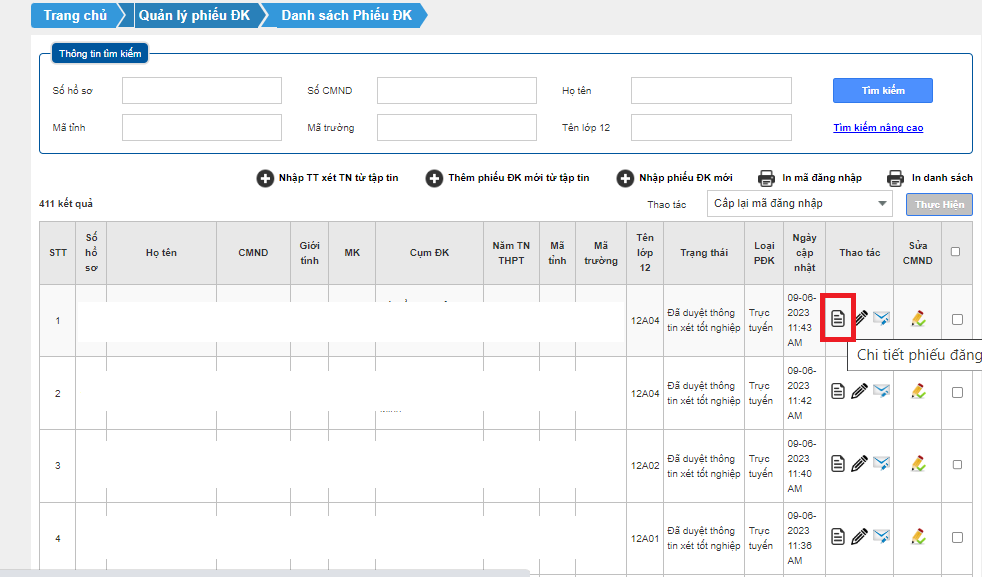 Trang chủ Quản lý phiếu ĐK Danh sách Phiếu ĐK
Thông tin tìm kiếm
Số hồ sơ Số CMND Họ tên Tìm kiếm
Mã tỉnh Mã trường Tên lớp 12 Tìm kiếm nâng cao
Nhập TT xét TN từ tập tin Thêm phiếu ĐK mới từ tập tin Nhập phiếu ĐK mới In mã đăng nhập In danh sách
411 kết quả Thao tác Cấp lại mã đăng nhập Thực Hiện
STT Số hồ sơ Họ tên CMND Giới tính MK Cụm ĐK Năm TN THPT Mã tỉnh Mã trường Tên lớp 12 Trạng thái Loại PĐK Ngày cập nhật Thao tác Sửa CMND
1 12A04 Đã duyệt thông tin xét tốt nghiệp Trực tuyến 09-06-2023 11:43 AM
Chi tiết phiếu đăng
2 12A04 Đã duyệt thông tin xét tốt nghiệp Trực tuyến 09-06-2023 11:42 AM
3 12A02 Đã duyệt thông tin xét tốt nghiệp Trực tuyến 09-06-2023 11:40 AM
4 12A01 Đã duyệt thông tin xét tốt nghiệp Trực tuyến 09-06-2023 11:36 AM